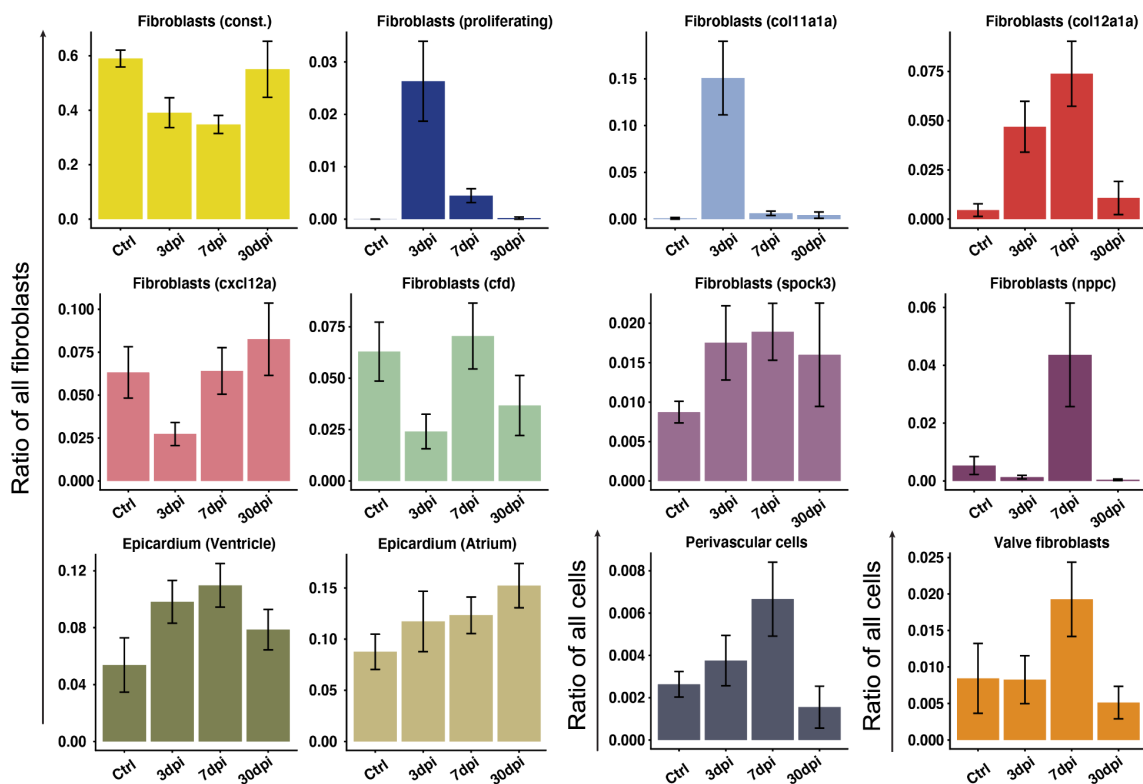 Ratio of all fibroblasts
Fibroblasts (const.)
0.6
0.4
0.2
0.0
Ctrl
3dpi
7dpi
30dpi
Fibroblasts (proliferating)
0.03
0.02
0.01
0.00
Ctrl
3dpi
7dpi
30dpi
Fibroblasts (col11a1a)
0.15
0.10
0.05
0.00
Ctrl
3dpi
7dpi
30dpi
Fibroblasts (col12a1a)
0.075
0.050
0.025
0.000
Ctrl
3dpi
7dpi
30dpi
Fibroblasts (cxcl12a)
0.100
0.075
0.050
0.025
0.000
Ctrl
3dpi
7dpi
30dpi
Fibroblasts (cfd)
0.075
0.050
0.025
0.000
Ctrl
3dpi
7dpi
30dpi
Fibroblasts (spock3)
0.020
0.015
0.010
0.005
0.000
Ctrl
3dpi
7dpi
30dpi
Fibroblasts (nppc)
0.06
0.04
0.02
0.00
Ctrl
3dpi
7dpi
30dpi
Epicardium (Ventricle)
0.12
0.08
0.04
0.00
Ctrl
3dpi
7dpi
30dpi
Epicardium (Atrium)
0.15
0.10
0.05
0.00
Ctrl
3dpi
7dpi
30dpi
Ratio of all cells
Perivascular cells
0.008
0.006
0.004
0.002
0.000
Ctrl
3dpi
7dpi
30dpi
Ratio of all cells
Valve fibroblasts
0.025
0.020
0.015
0.010
0.005
0.000
Ctrl
3dpi
7dpi
30dpi